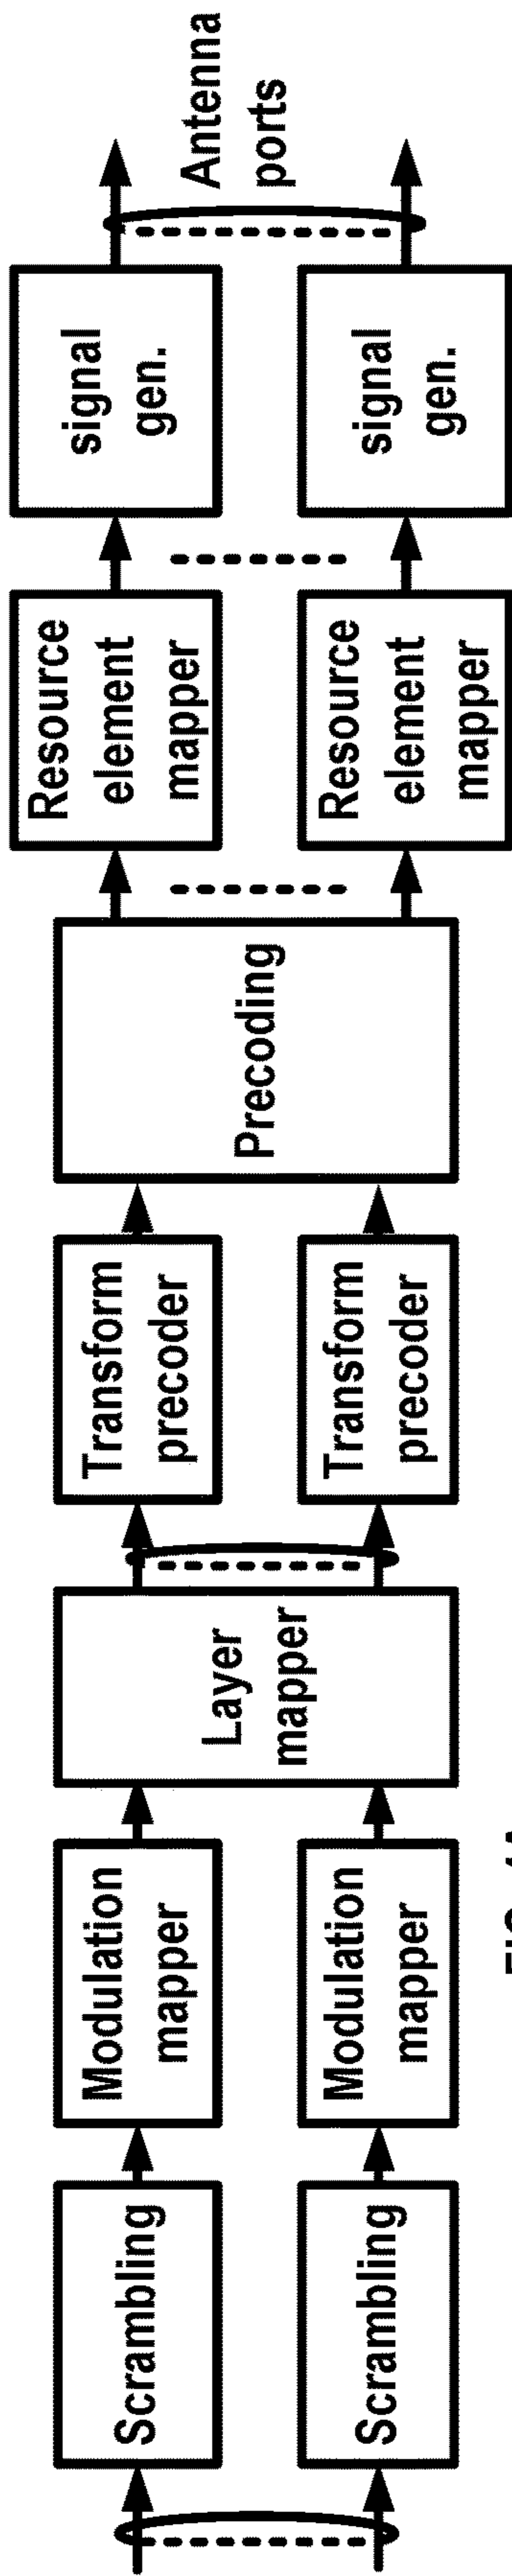 Scrambling
Scrambling
Modulation
mapper
Modulation
mapper
Layer
mapper
Transform
precoder
Transform
precoder
Precoding
Resource
element
mapper
Resource
element
mapper
signal
gen.
signal
gen.
Antenna
ports